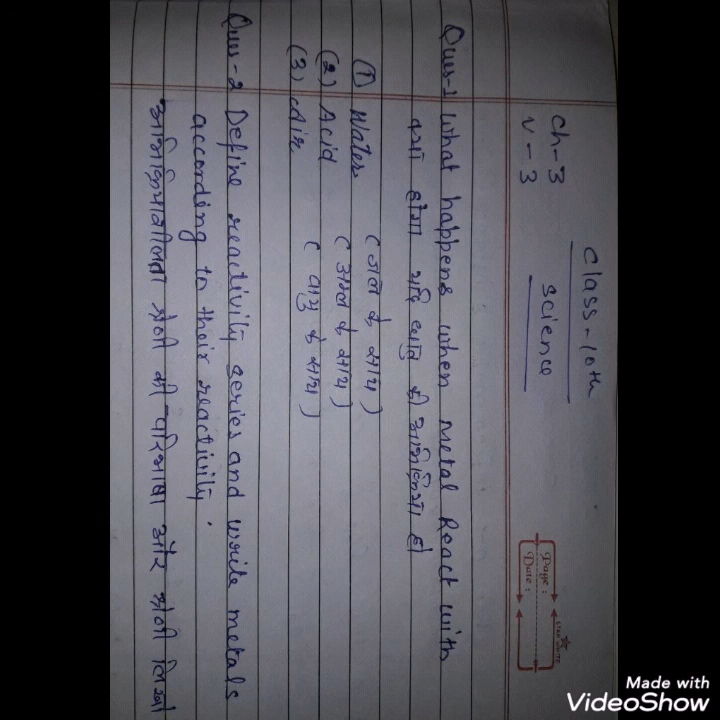 Class-10th
Science
Ch-3
V-3
Page:
Date:
Ques-1 What happens when metal React with
क्या होगा यदि धातु की अभिक्रिया हो
(1) Water (जल के साथ)
(2) Acid (अम्ल के साथ)
(3) Air (वायु के साथ)
Ques-2 Define reactivity series and write metals
according to their reactivity.
अभिक्रियाशीलता श्रेणी की परिभाषा और श्रेणी लिखो
Made with
VideoShow